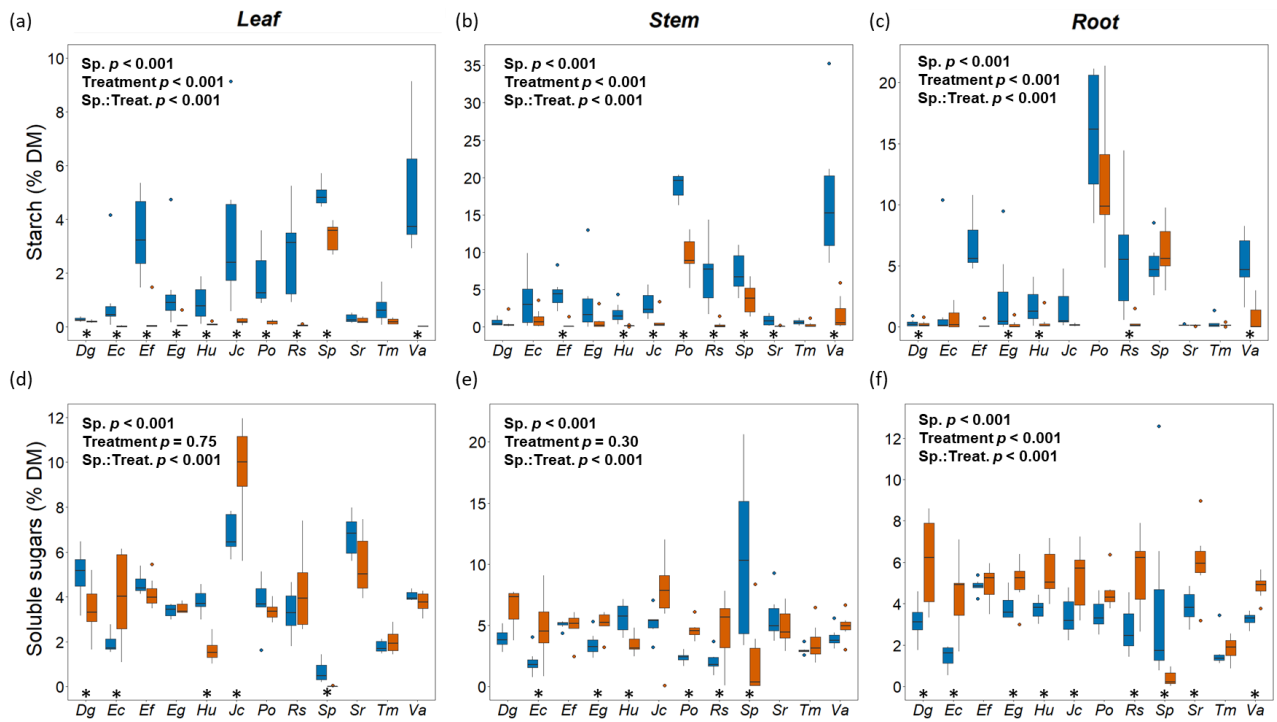 (a) Leaf (b) Stem (c) Root
Starch (% DM)
10
8
6
4
2
0
Sp. p < 0.001
Treatment p < 0.001
Sp.:Treat. p < 0.001
* * * * * * * * * *
Dg Ec Ef Eg Hu Jc Po Rs Sp Sr Tm Va
35
30
25
20
15
10
5
0
Sp. p < 0.001
Treatment p < 0.001
Sp.:Treat. p < 0.001
* * * * * * * *
Dg Ec Ef Eg Hu Jc Po Rs Sp Sr Tm Va
20
15
10
5
0
Sp. p < 0.001
Treatment p < 0.001
Sp.:Treat. p < 0.001
* * * * *
Dg Ec Ef Eg Hu Jc Po Rs Sp Sr Tm Va
(d) (e) (f)
Soluble sugars (% DM)
12
10
8
6
4
2
0
Sp. p < 0.001
Treatment p = 0.75
Sp.:Treat. p < 0.001
* * * * *
Dg Ec Ef Eg Hu Jc Po Rs Sp Sr Tm Va
20
15
10
5
0
Sp. p < 0.001
Treatment p = 0.30
Sp.:Treat. p < 0.001
* * * * * *
Dg Ec Ef Eg Hu Jc Po Rs Sp Sr Tm Va
12
10
8
6
4
2
0
Sp. p < 0.001
Treatment p < 0.001
Sp.:Treat. p < 0.001
* * * * * * * * *
Dg Ec Ef Eg Hu Jc Po Rs Sp Sr Tm Va